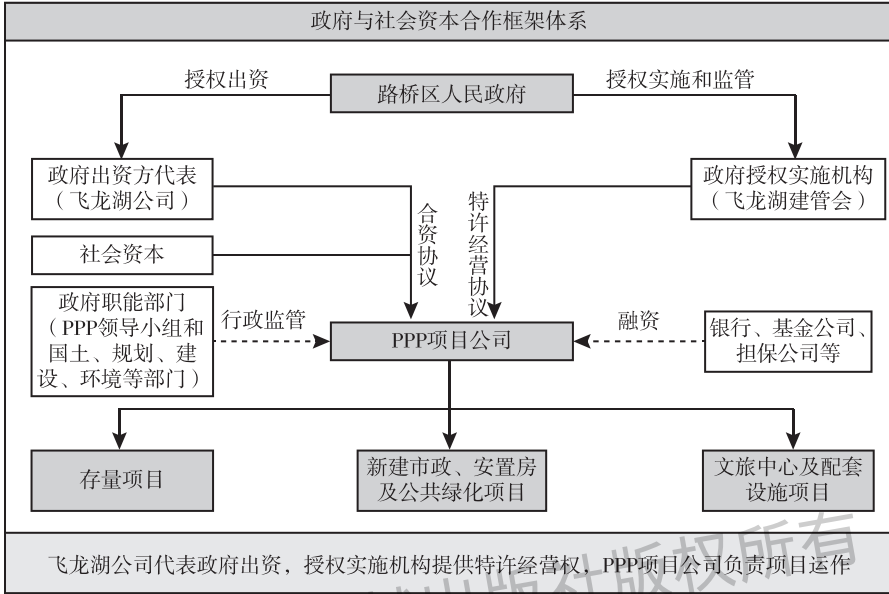 政府与社会资本合作框架体系
授权出资
路桥区人民政府
授权实施和监管
政府出资方代表
（飞龙湖公司）
政府授权实施机构
（飞龙湖建管会）
社会资本
合资协议
特许经营协议
政府职能部门
（PPP领导小组和
国土、规划、建
设、环境等部门）
行政监管
PPP项目公司
融资
银行、基金公司、
担保公司等
存量项目
新建市政、安置房
及公共绿化项目
文旅中心及配套
设施项目
飞龙湖公司代表政府出资，授权实施机构提供特许经营权，PPP项目公司负责项目运作
出版社版权所有